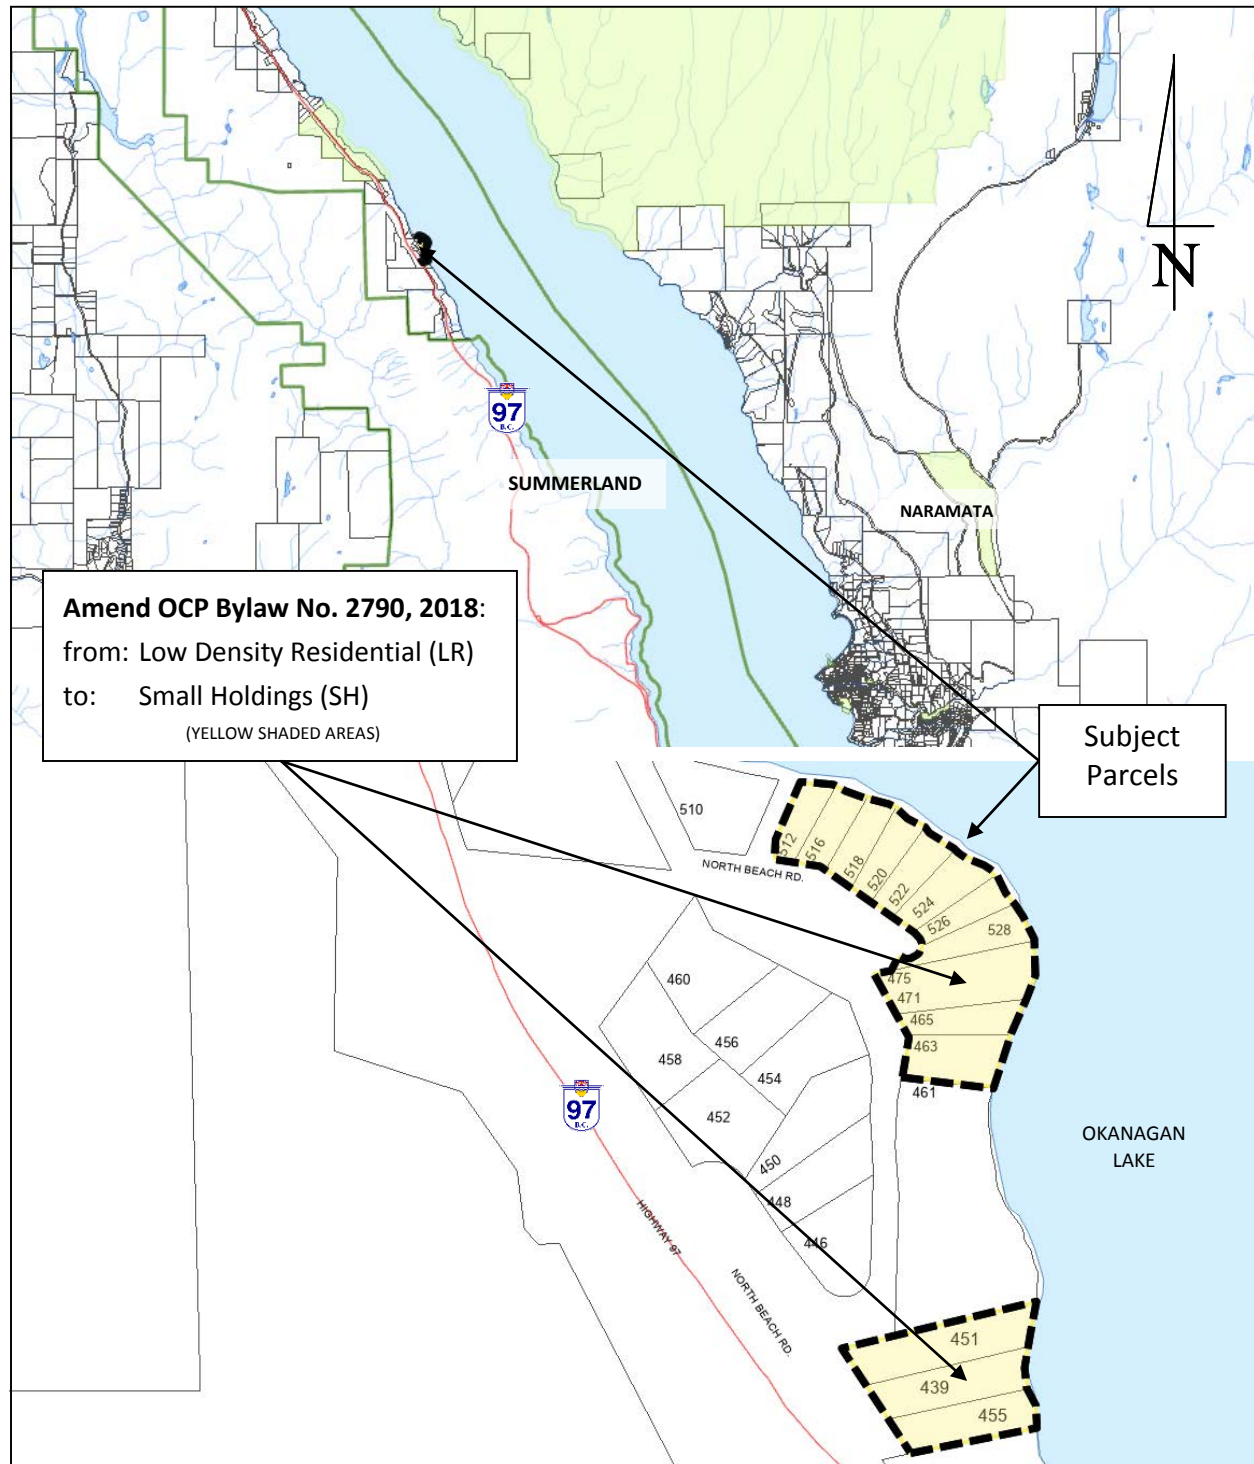 N
97
B.C.
SUMMERLAND
NARAMATA
Amend OCP Bylaw No. 2790, 2018:
from: Low Density Residential (LR)
to: Small Holdings (SH)
(YELLOW SHADED AREAS)
Subject
Parcels
510
512
516
518
520
522
524
526
528
NORTH BEACH RD.
475
471
465
463
461
460
456
458
454
452
450
448
446
97
B.C.
OKANAGAN
LAKE
HIGHWAY 97
NORTH BEACH RD.
451
439
455